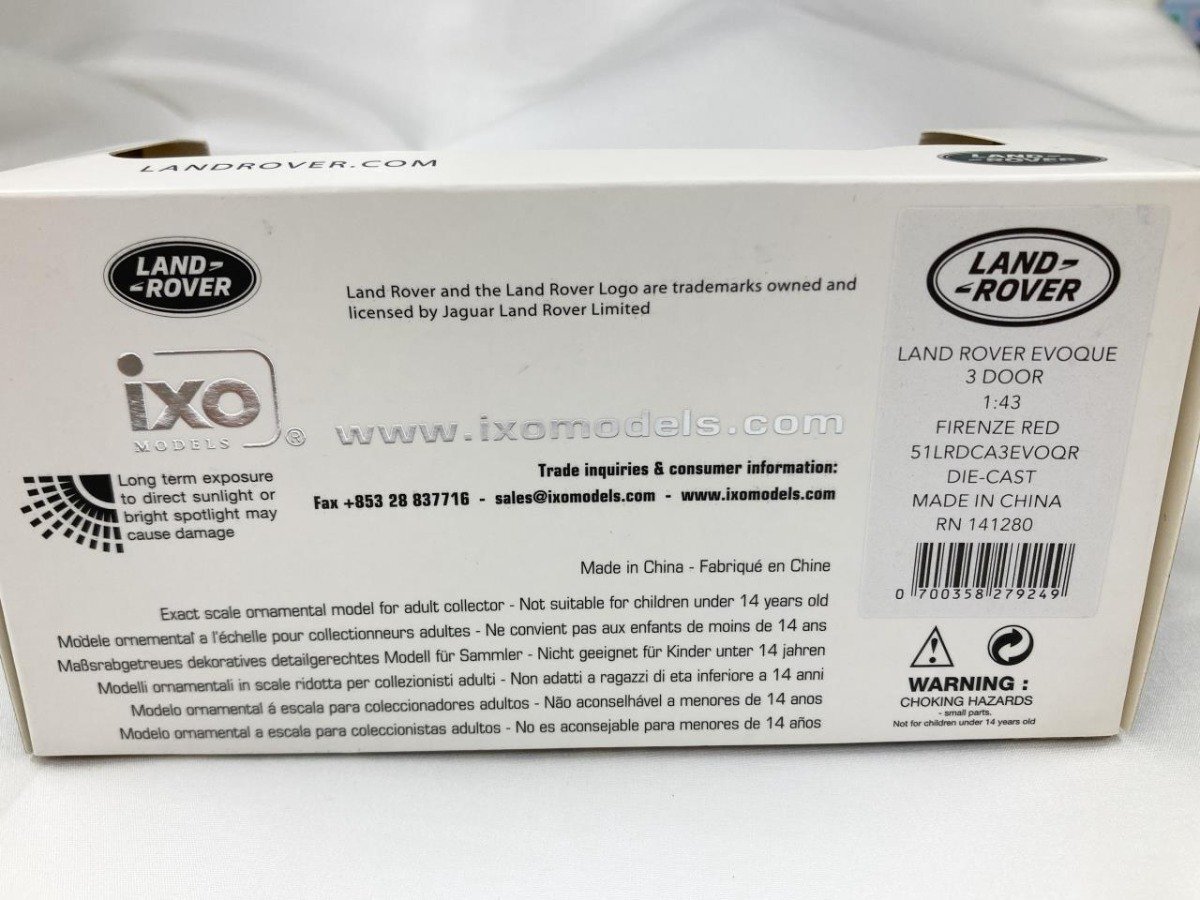 LANDROVER.COM
LAND ROVER
LAND ROVER
Land Rover and the Land Rover Logo are trademarks owned and
licensed by Jaguar Land Rover Limited
ixo
MODELS ®
www.ixomodels.com
Trade inquiries & consumer information:
Fax +853 28 837716 - sales@ixomodels.com - www.ixomodels.com
Long term exposure
to direct sunlight or
bright spotlight may
cause damage
Made in China - Fabriqué en Chine
Exact scale ornamental model for adult collector - Not suitable for children under 14 years old
Modèle ornemental a l'échelle pour collectionneurs adultes - Ne convient pas aux enfants de moins de 14 ans
Maßsrabgetreues dekoratives detailgerechtes Modell für Sammler - Nicht geeignet für Kinder unter 14 jahren
Modelli ornamentali in scale ridotta per collezionisti adulti - Non adatti a ragazzi di eta inferiore a 14 anni
Modelo ornamental á escala para coleccionadores adultos - Não aconselhável a menores de 14 anos
Modelo ornamental a escala para coleccionistas adultos - No es aconsejable para menores de 14 años
LAND
ROVER
LAND ROVER EVOQUE
3 DOOR
1:43
FIRENZE RED
51LRDCA3EVOQR
DIE-CAST
MADE IN CHINA
RN 141280
0 700358 279249
WARNING :
CHOKING HAZARDS
- small parts.
Not for children under 14 years old